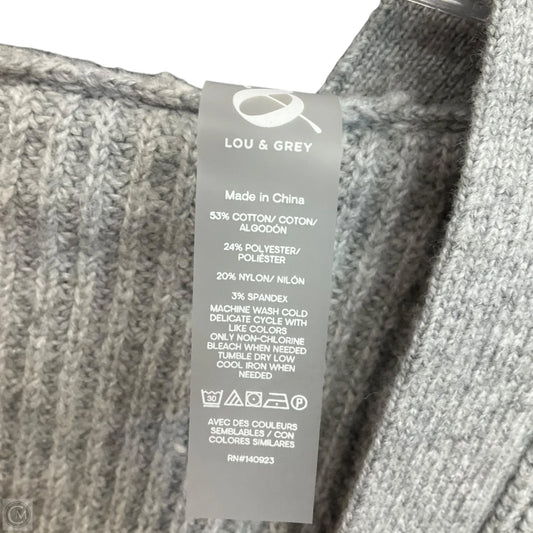 LOU & GREY
Made in China
53% COTTON/ COTON/
ALGODÓN
24% POLYESTER/
POLIÉSTER
20% NYLON/ NILÓN
3% SPANDEX
MACHINE WASH COLD
DELICATE CYCLE WITH
LIKE COLORS
ONLY NON-CHLORINE
BLEACH WHEN NEEDED
TUMBLE DRY LOW
COOL IRON WHEN
NEEDED
30 P
AVEC DES COULEURS
SEMBLABLES / CON
COLORES SIMILARES
RN#140923
CM